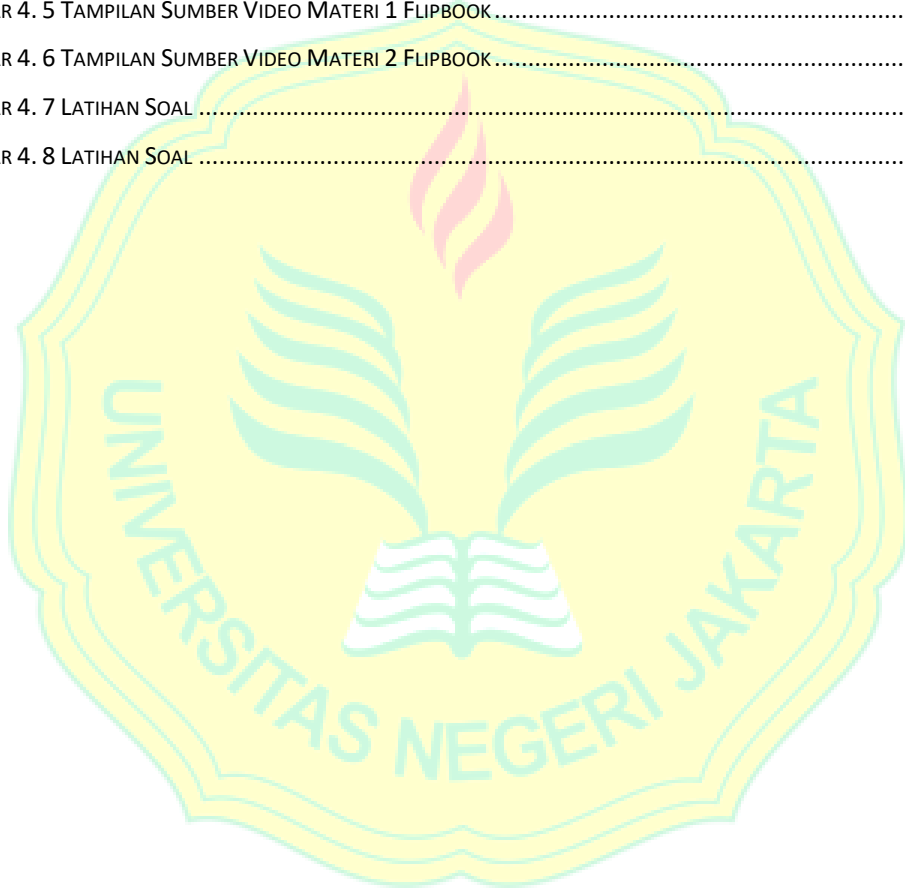 R 4. 5 TAMPILAN SUMBER VIDEO MATERI 1 FLIPBOOK
R 4. 6 TAMPILAN SUMBER VIDEO MATERI 2 FLIPBOOK
R 4. 7 LATIHAN SOAL
R 4. 8 LATIHAN SOAL
UNIVERSITAS NEGERI JAKARTA